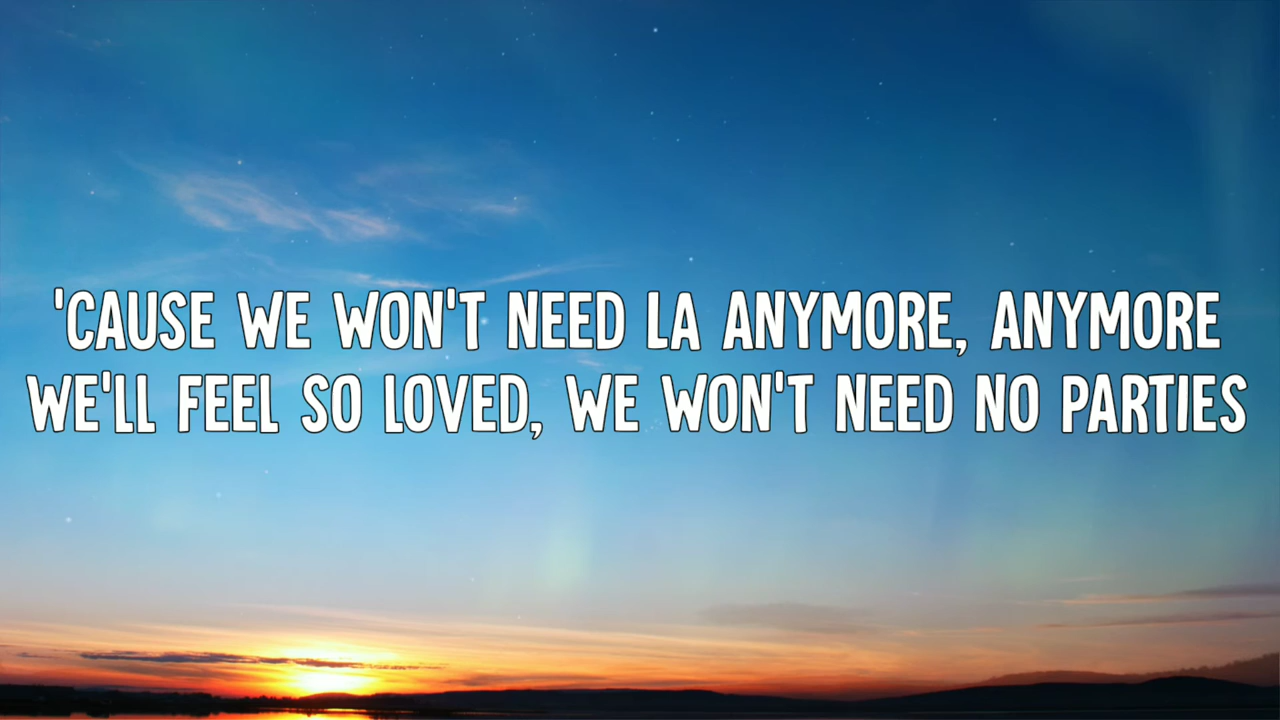 'CAUSE WE WON'T NEED LA ANYMORE, ANYMORE
WE'LL FEEL SO LOVED, WE WON'T NEED NO PARTIES